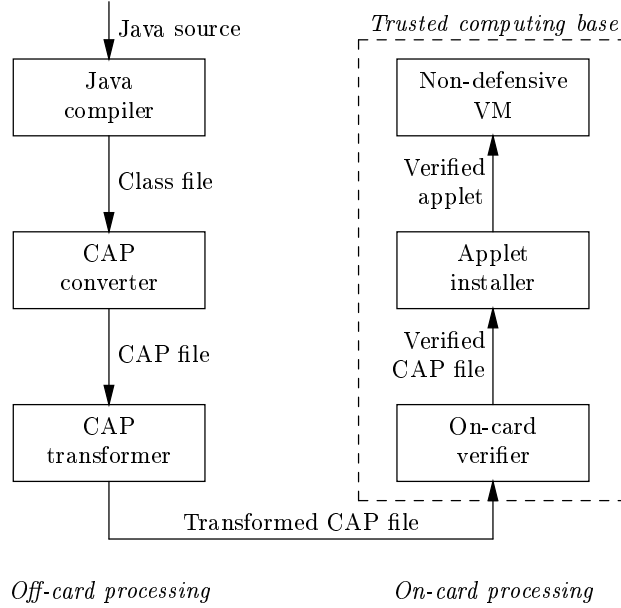 Java source
Java
compiler
Class file
CAP
converter
CAP file
CAP
transformer
Transformed CAP file
Off-card processing
Trusted computing base
Non-defensive
VM
Verified
applet
Applet
installer
Verified
CAP file
On-card
verifier
On-card processing